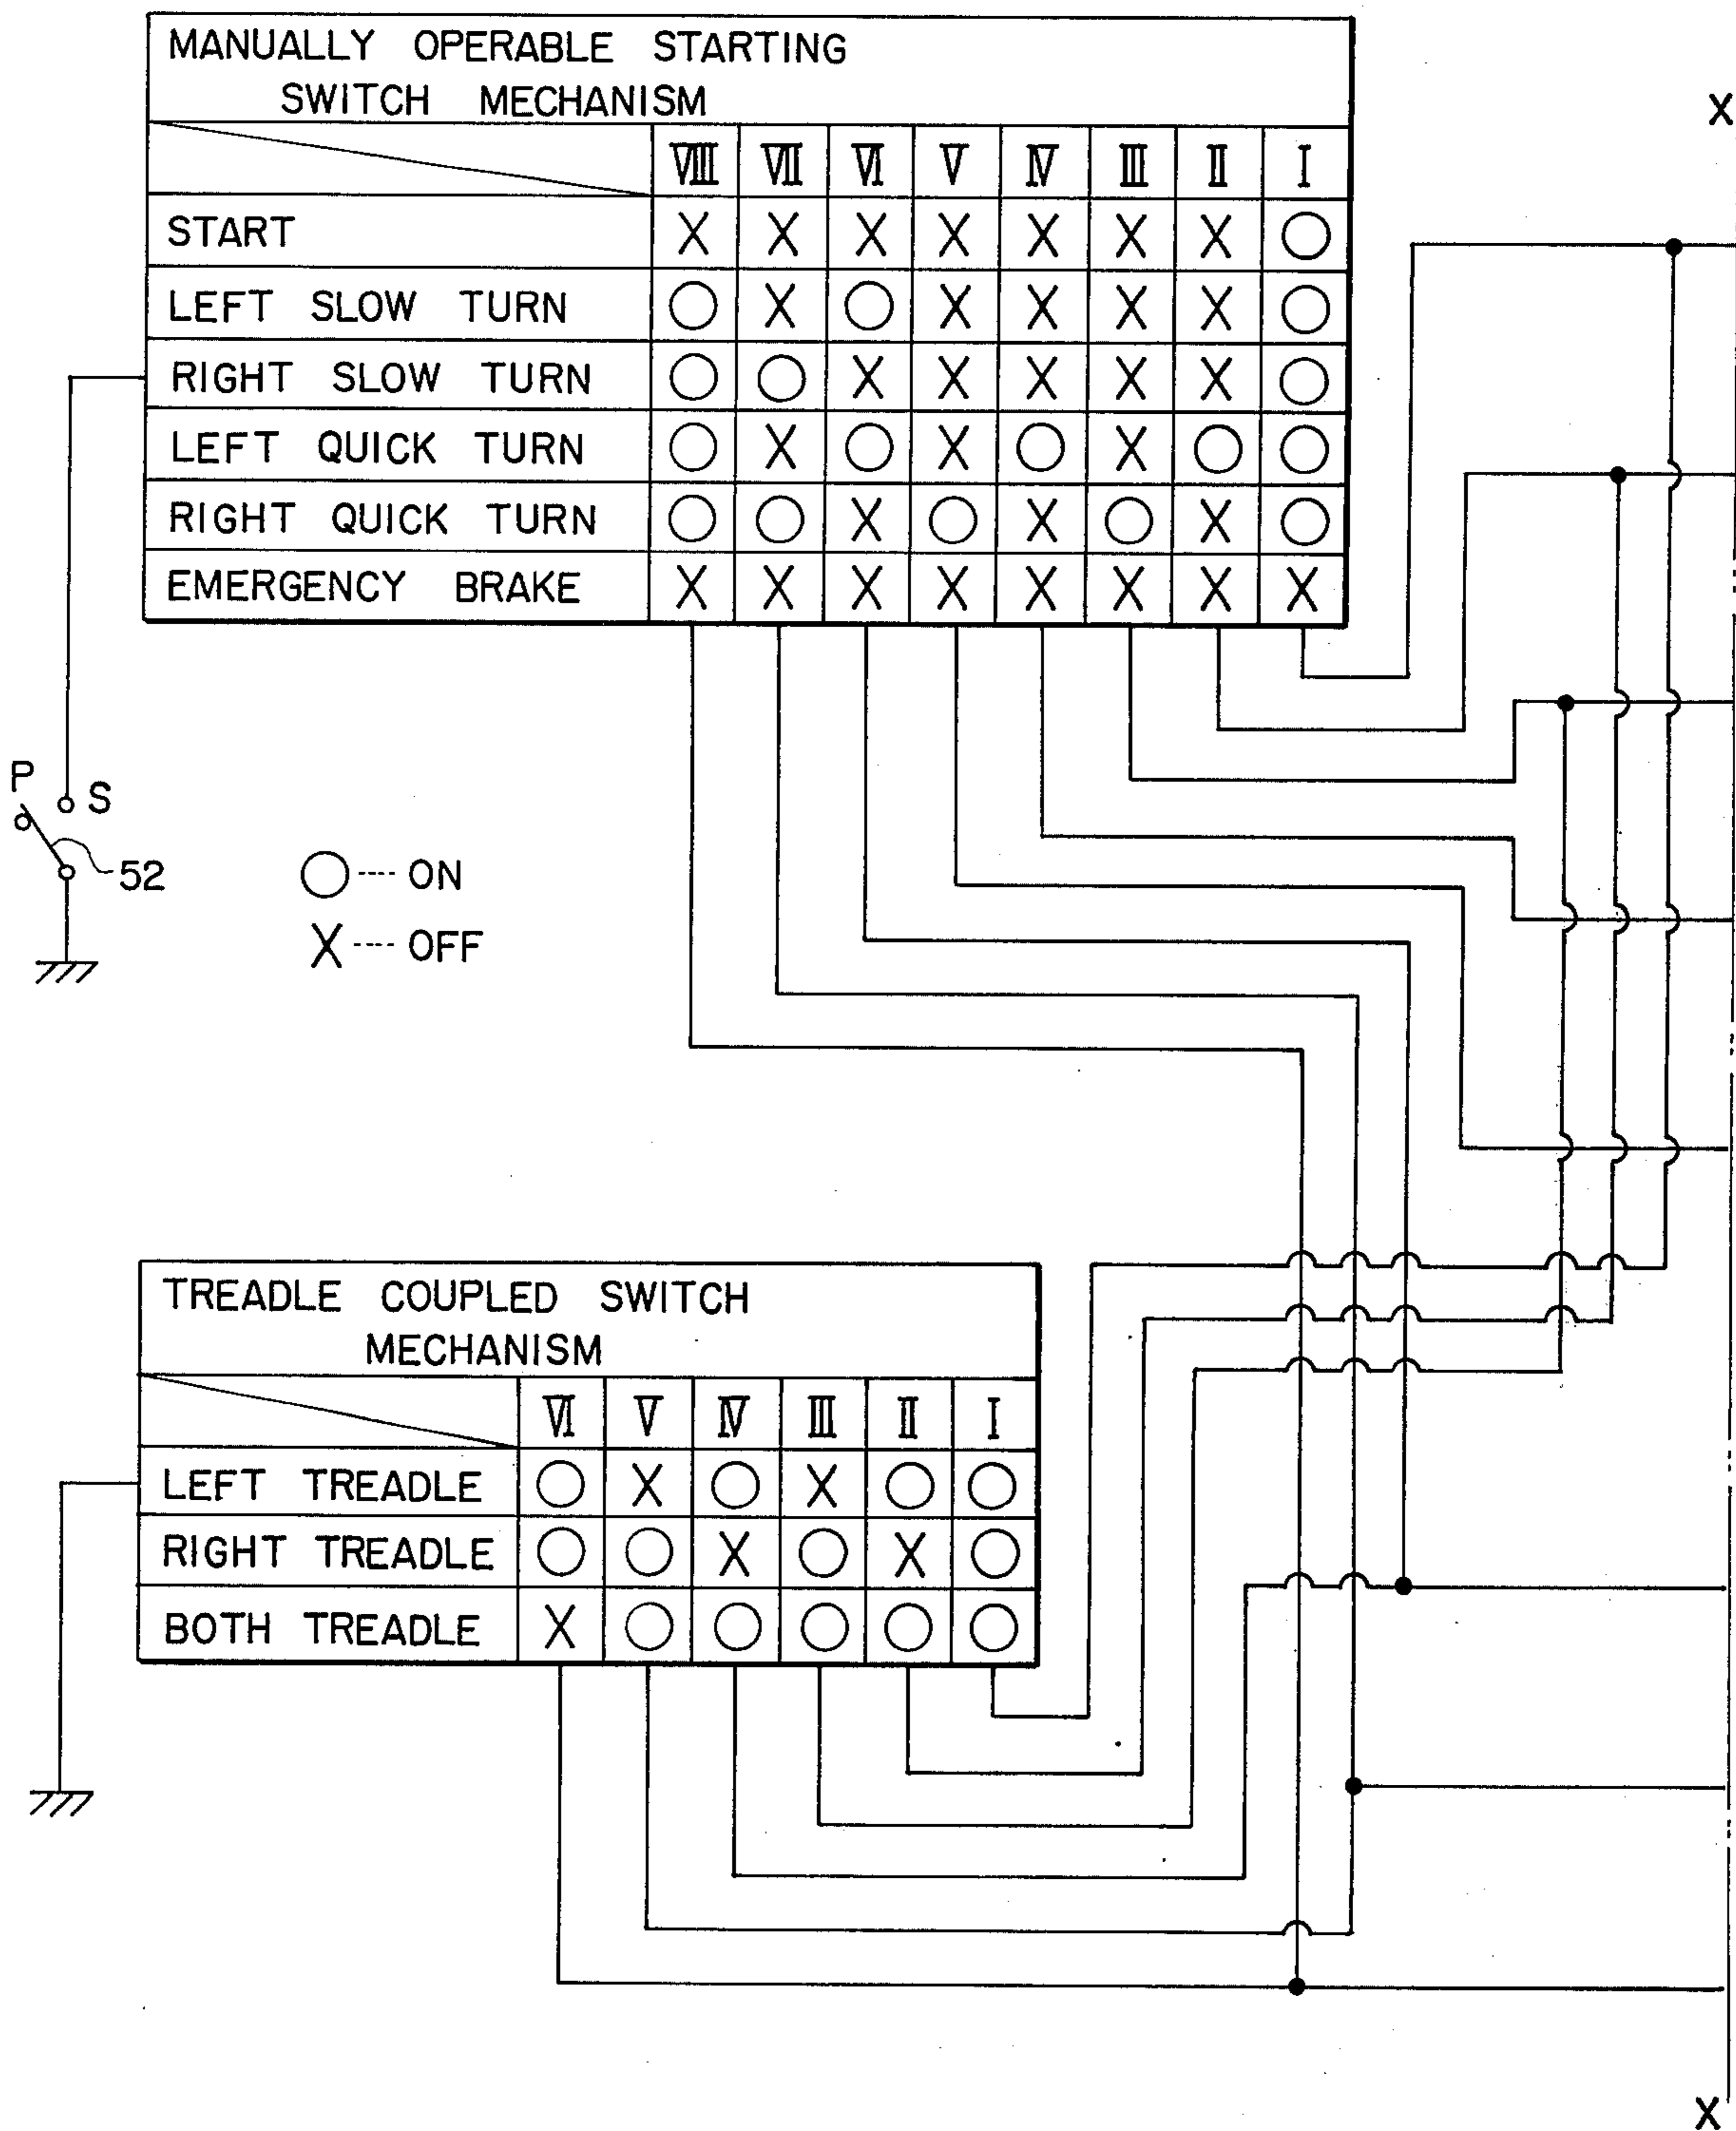 MANUALLY OPERABLE STARTING
SWITCH MECHANISM
VIII VII VI V IV III II I
START X X X X X X X O
LEFT SLOW TURN O X O X X X X O
RIGHT SLOW TURN O O X X X X X O
LEFT QUICK TURN O X O X O X O O
RIGHT QUICK TURN O O X O X O X O
EMERGENCY BRAKE X X X X X X X X
X
P S
52
O ---- ON
X ---- OFF
TREADLE COUPLED SWITCH
MECHANISM
VI V IV III II I
LEFT TREADLE O X O X O O
RIGHT TREADLE O O X O X O
BOTH TREADLE X O O O O O
X